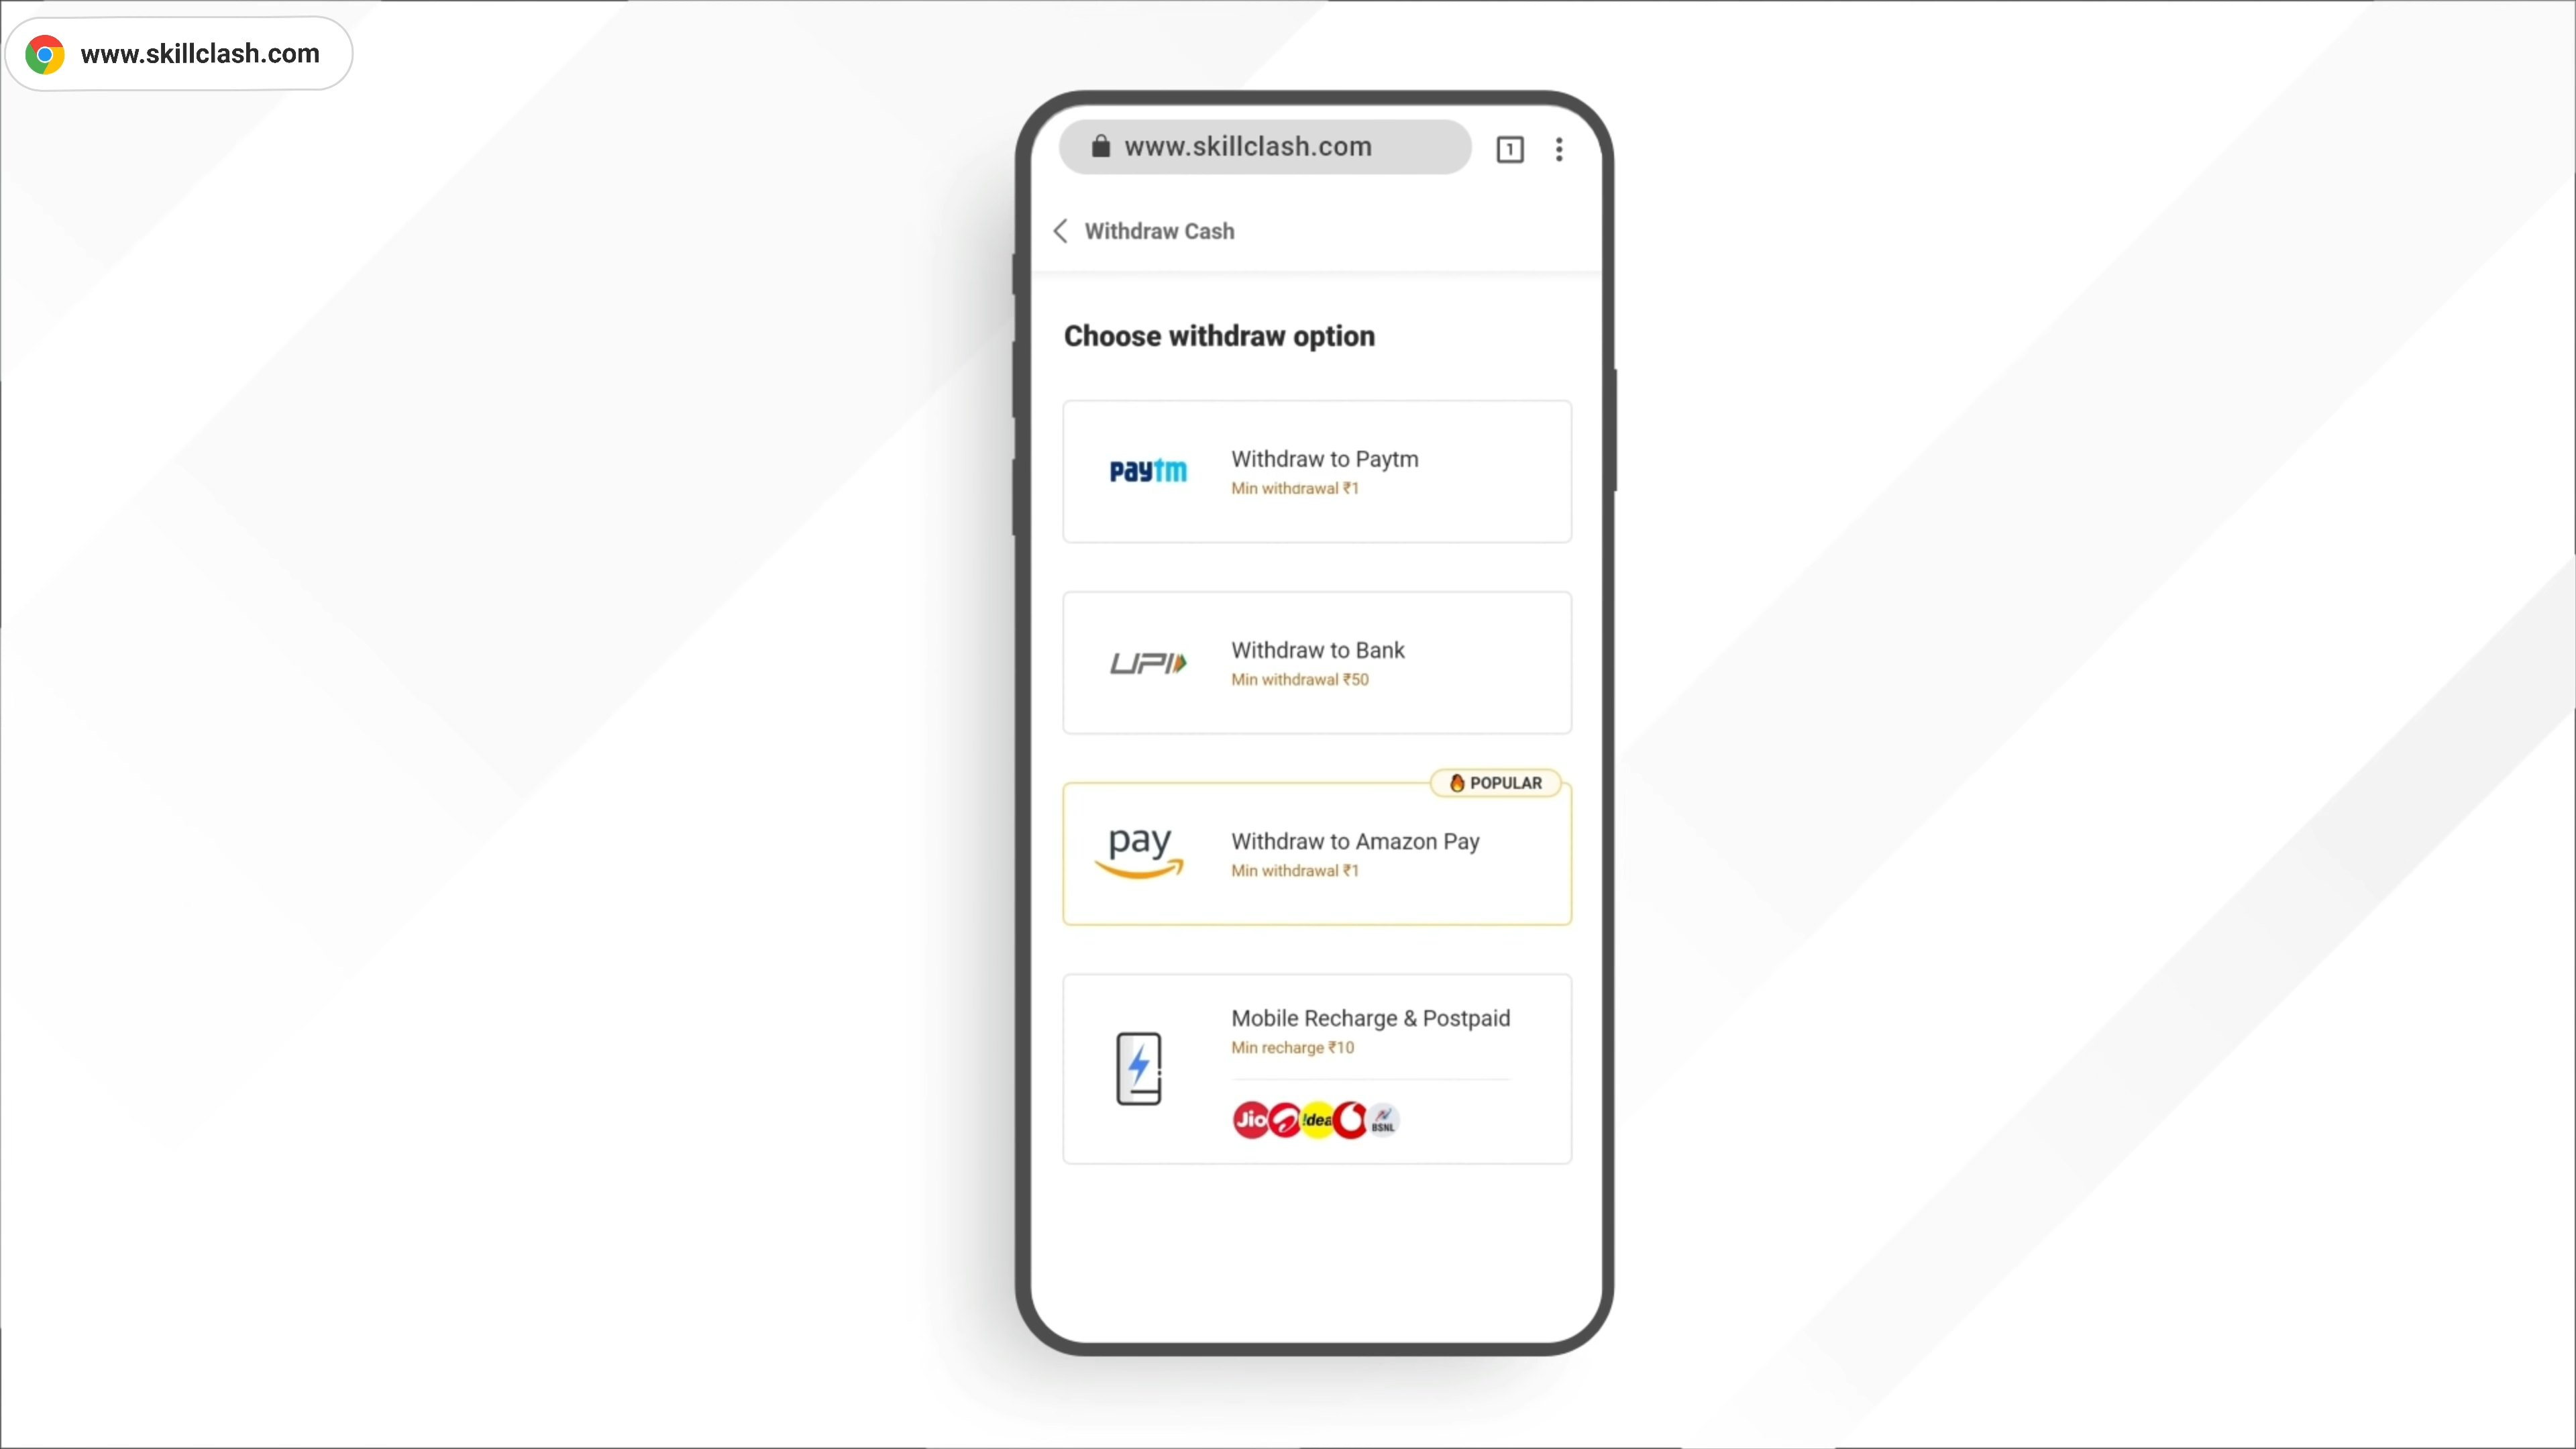 www.skillclash.com
www.skillclash.com
1
Withdraw Cash
Choose withdraw option
paytm
Withdraw to Paytm
Min withdrawal ₹1
UPI
Withdraw to Bank
Min withdrawal ₹50
POPULAR
pay
Withdraw to Amazon Pay
Min withdrawal ₹1
Mobile Recharge & Postpaid
Min recharge ₹10
Jio !dea BSNL